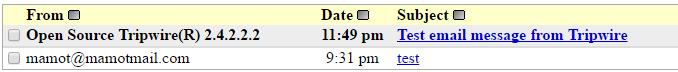 From Date Subject
Open Source Tripwire(R) 2.4.2.2.2 11:49 pm Test email message from Tripwire
mamot@mamotmail.com 9:31 pm test